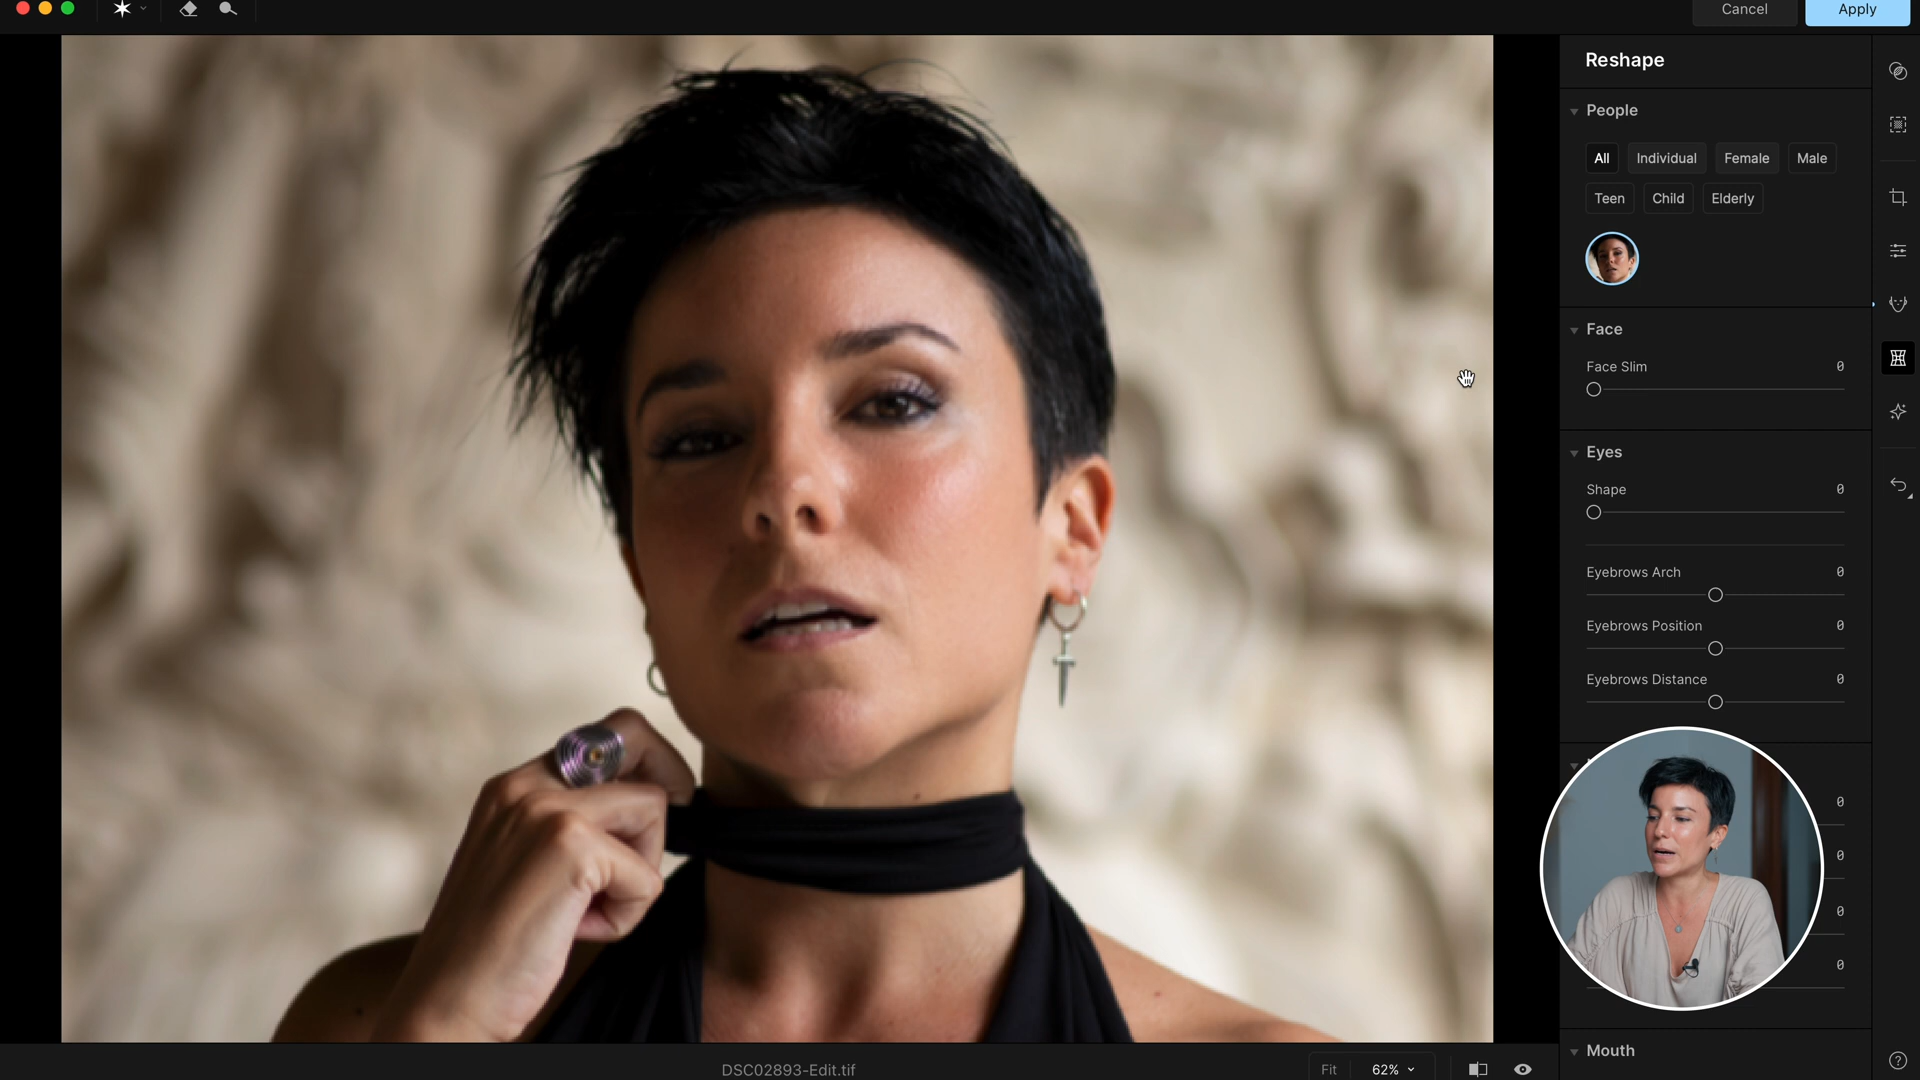 Cancel
Apply
Reshape
People
All
Individual
Female
Male
Teen
Child
Elderly
Face
Face Slim
0
Eyes
Shape
0
Eyebrows Arch
0
Eyebrows Position
0
Eyebrows Distance
0
0
0
0
0
Mouth
DSC02893-Edit.tif
Fit
62%
?